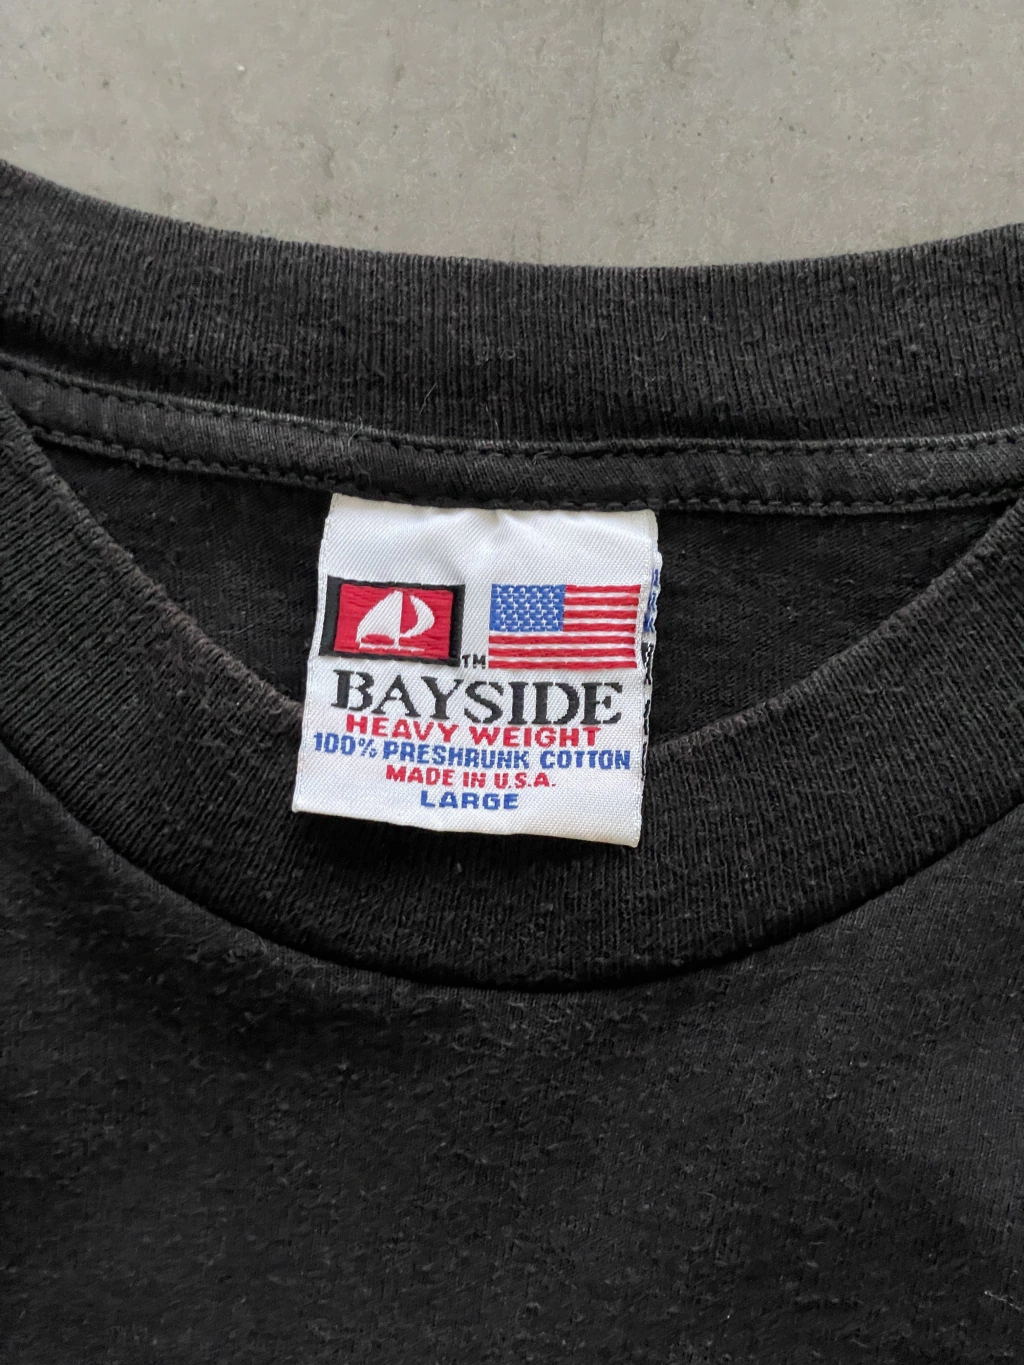 TM
BAYSIDE
HEAVY WEIGHT
100% PRESHRUNK COTTON
MADE IN U.S.A.
LARGE